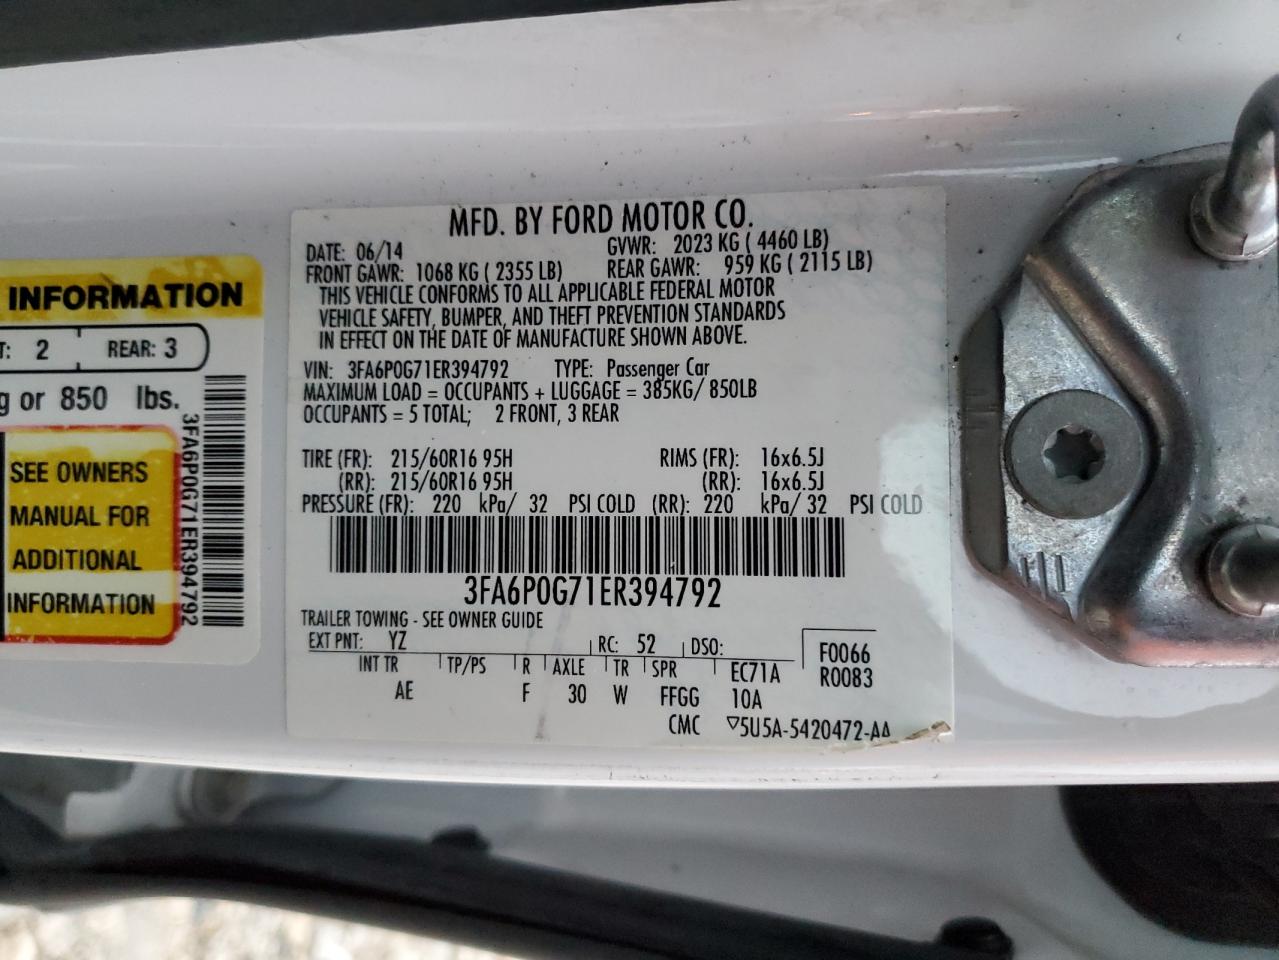 INFORMATION
T: 2 REAR: 3
g or 850 lbs.
SEE OWNERS
MANUAL FOR
ADDITIONAL
INFORMATION
3FA6P0G71ER394792
MFD. BY FORD MOTOR CO.
DATE: 06/14 GVWR: 2023 KG ( 4460 LB)
FRONT GAWR: 1068 KG ( 2355 LB) REAR GAWR: 959 KG ( 2115 LB)
THIS VEHICLE CONFORMS TO ALL APPLICABLE FEDERAL MOTOR
VEHICLE SAFETY, BUMPER, AND THEFT PREVENTION STANDARDS
IN EFFECT ON THE DATE OF MANUFACTURE SHOWN ABOVE.
VIN: 3FA6P0G71ER394792 TYPE: Passenger Car
MAXIMUM LOAD = OCCUPANTS + LUGGAGE = 385KG/ 850LB
OCCUPANTS = 5 TOTAL; 2 FRONT, 3 REAR
TIRE (FR): 215/60R16 95H RIMS (FR): 16x6.5J
(RR): 215/60R16 95H (RR): 16x6.5J
PRESSURE (FR): 220 kPa/ 32 PSI COLD (RR): 220 kPa/ 32 PSI COLD
3FA6P0G71ER394792
TRAILER TOWING - SEE OWNER GUIDE
EXT PNT: YZ RC: 52 DSO: F0066
INT TR TP/PS R AXLE TR SPR EC71A R0083
AE F 30 W FFGG 10A
CMC ▽5U5A-5420472-AA